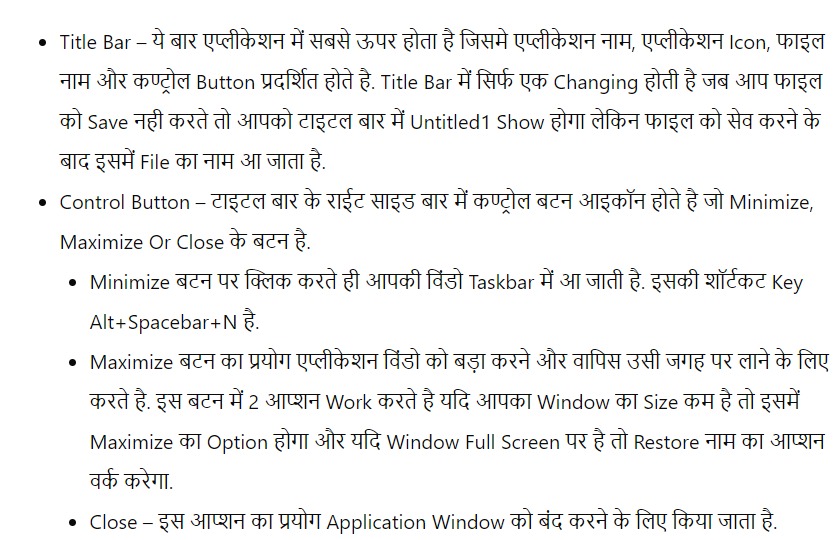 Title Bar – ये बार एप्लीकेशन में सबसे ऊपर होता है जिसमे एप्लीकेशन नाम, एप्लीकेशन Icon, फाइल
नाम और कण्ट्रोल Button प्रदर्शित होते है. Title Bar में सिर्फ एक Changing होती है जब आप फाइल
को Save नही करते तो आपको टाइटल बार में Untitled1 Show होगा लेकिन फाइल को सेव करने के
बाद इसमें File का नाम आ जाता है.
Control Button – टाइटल बार के राईट साइड बार में कण्ट्रोल बटन आइकॉन होते है जो Minimize,
Maximize Or Close के बटन है.
Minimize बटन पर क्लिक करते ही आपकी विंडो Taskbar में आ जाती है. इसकी शॉर्टकट Key
Alt+Spacebar+N है.
Maximize बटन का प्रयोग एप्लीकेशन विंडो को बड़ा करने और वापिस उसी जगह पर लाने के लिए
करते है. इस बटन में 2 आप्शन Work करते है यदि आपका Window का Size कम है तो इसमें
Maximize का Option होगा और यदि Window Full Screen पर है तो Restore नाम का आप्शन
वर्क करेगा.
Close – इस आप्शन का प्रयोग Application Window को बंद करने के लिए किया जाता है.